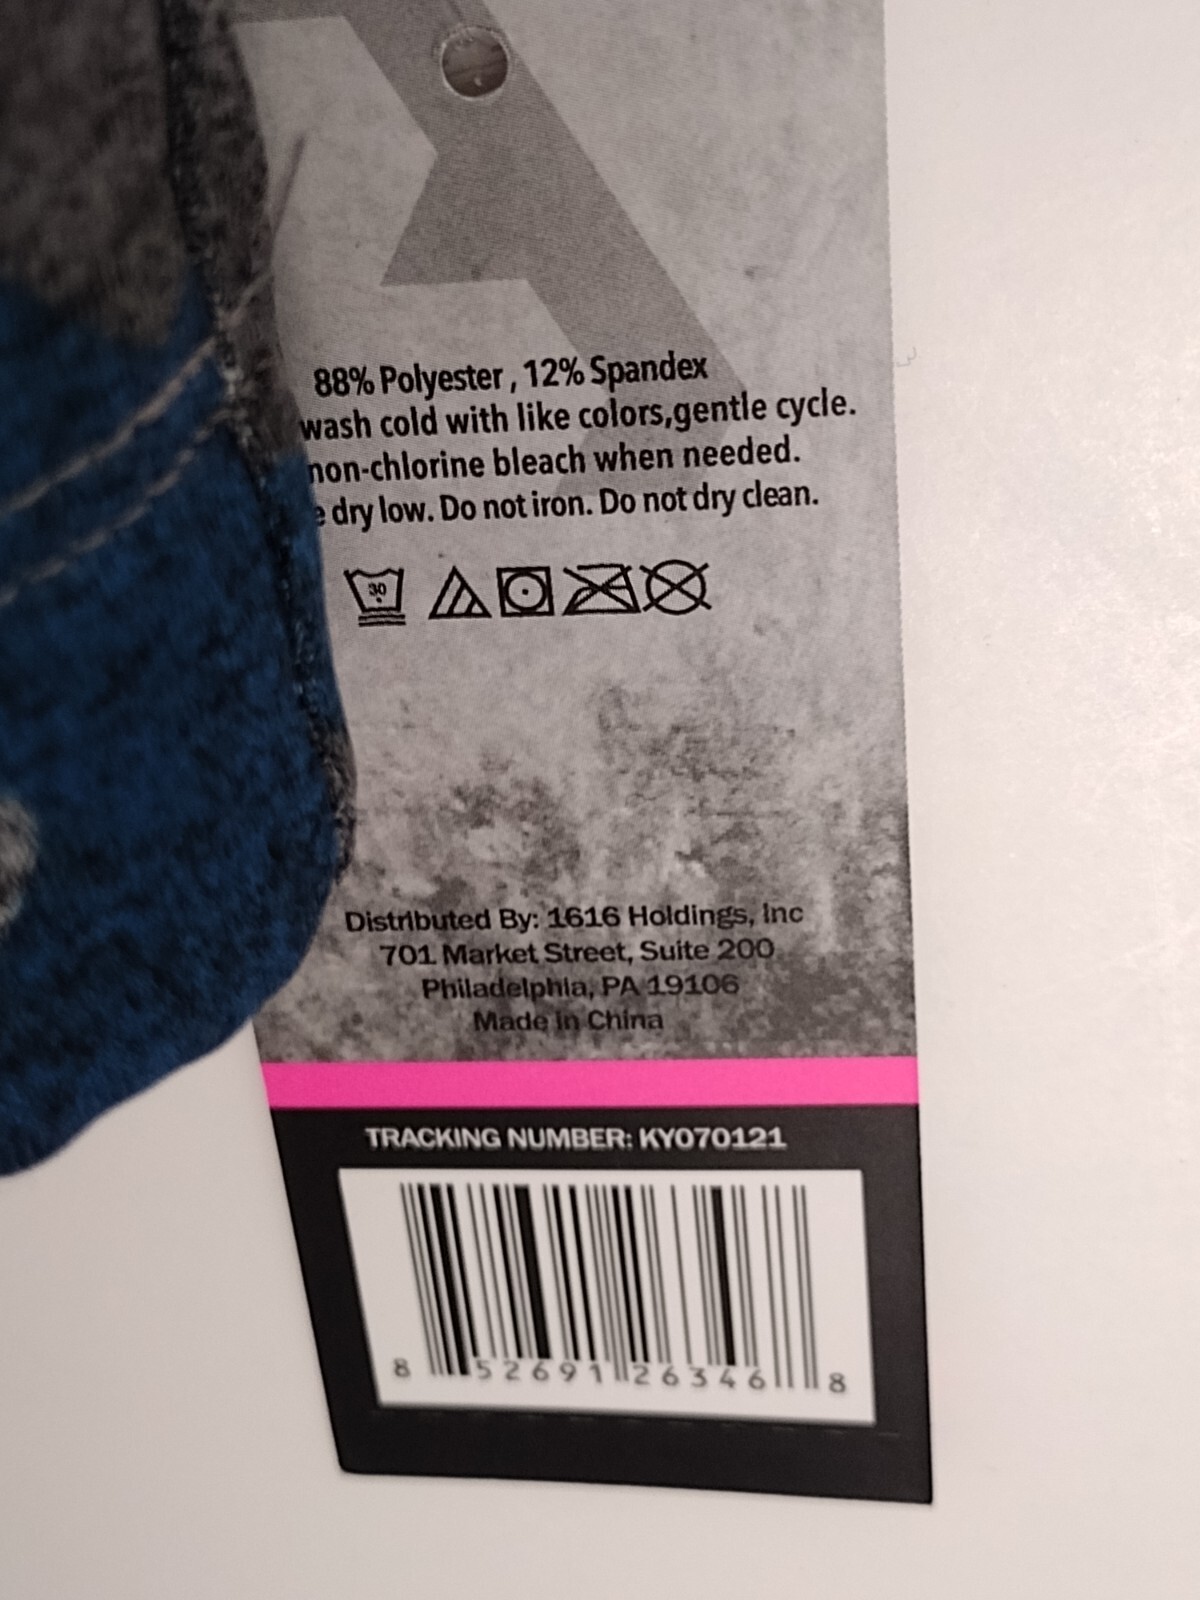 88% Polyester , 12% Spandex
wash cold with like colors,gentle cycle.
non-chlorine bleach when needed.
dry low. Do not iron. Do not dry clean.
30
Distributed By: 1616 Holdings, Inc
701 Market Street, Suite 200
Philadelphia, PA 19106
Made in China
TRACKING NUMBER: KY070121
8 52691 26346 8